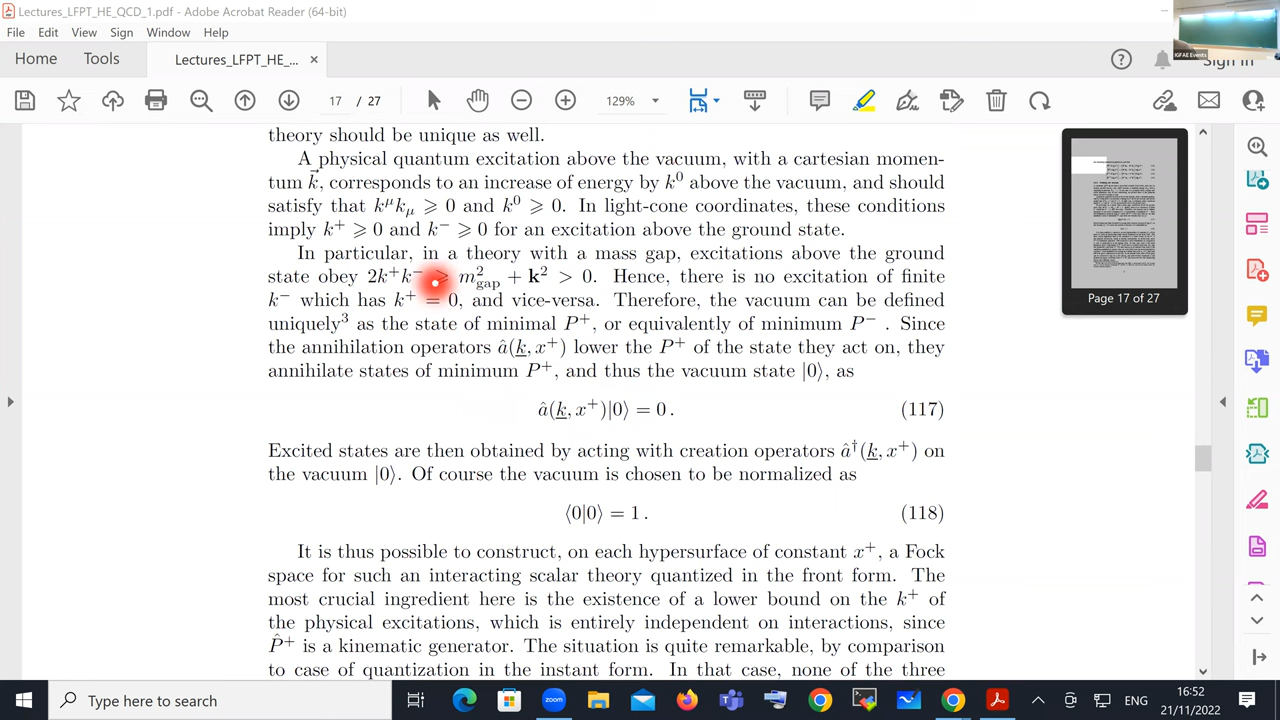 Lectures_LFPT_HE_QCD_1.pdf - Adobe Acrobat Reader (64-bit)
File Edit View Sign Window Help
Home Tools Lectures_LFPT_HE_... × Sign In
IGFAE Events
17 / 27 129%
theory should be unique as well.
A physical quantum excitation above the vacuum, with a cartesian momen-
tum k⃗, corresponds to an increase of energy by k⁰ above the vacuum, and should
satisfy that k^μ k_μ ⩾ 0 and k⁰ ⩾ 0. In light-cone coordinates, these conditions
imply k⁺ ⩾ 0 and k⁻ ⩾ 0 for an excitation above the ground state.
In particular, in a theory with a mass gap, excitations above the ground
state obey 2k⁺k⁻ m²_gap + k² > 0. Hence, there is no excitation of finite
k⁻ which has k⁺ = 0, and vice-versa. Therefore, the vacuum can be defined
uniquely³ as the state of minimal P⁺, or equivalently of minimum P⁻ . Since
the annihilation operators â(k, x⁺) lower the P⁺ of the state they act on, they
annihilate states of minimum P⁺, and thus the vacuum state |0⟩, as
â(k, x⁺)|0⟩ = 0 . (117)
Excited states are then obtained by acting with creation operators â†(k, x⁺) on
the vacuum |0⟩. Of course the vacuum is chosen to be normalized as
⟨0|0⟩ = 1 . (118)
It is thus possible to construct, on each hypersurface of constant x⁺, a Fock
space for such an interacting scalar theory quantized in the front form. The
most crucial ingredient here is the existence of a lower bound on the k⁺ of
the physical excitations, which is entirely independent on interactions, since
P̂⁺ is a kinematic generator. The situation is quite remarkable, by comparison
to case of quantization in the instant form. In that case, none of the three
Page 17 of 27
Type here to search
zoom
ENG
16:52
21/11/2022